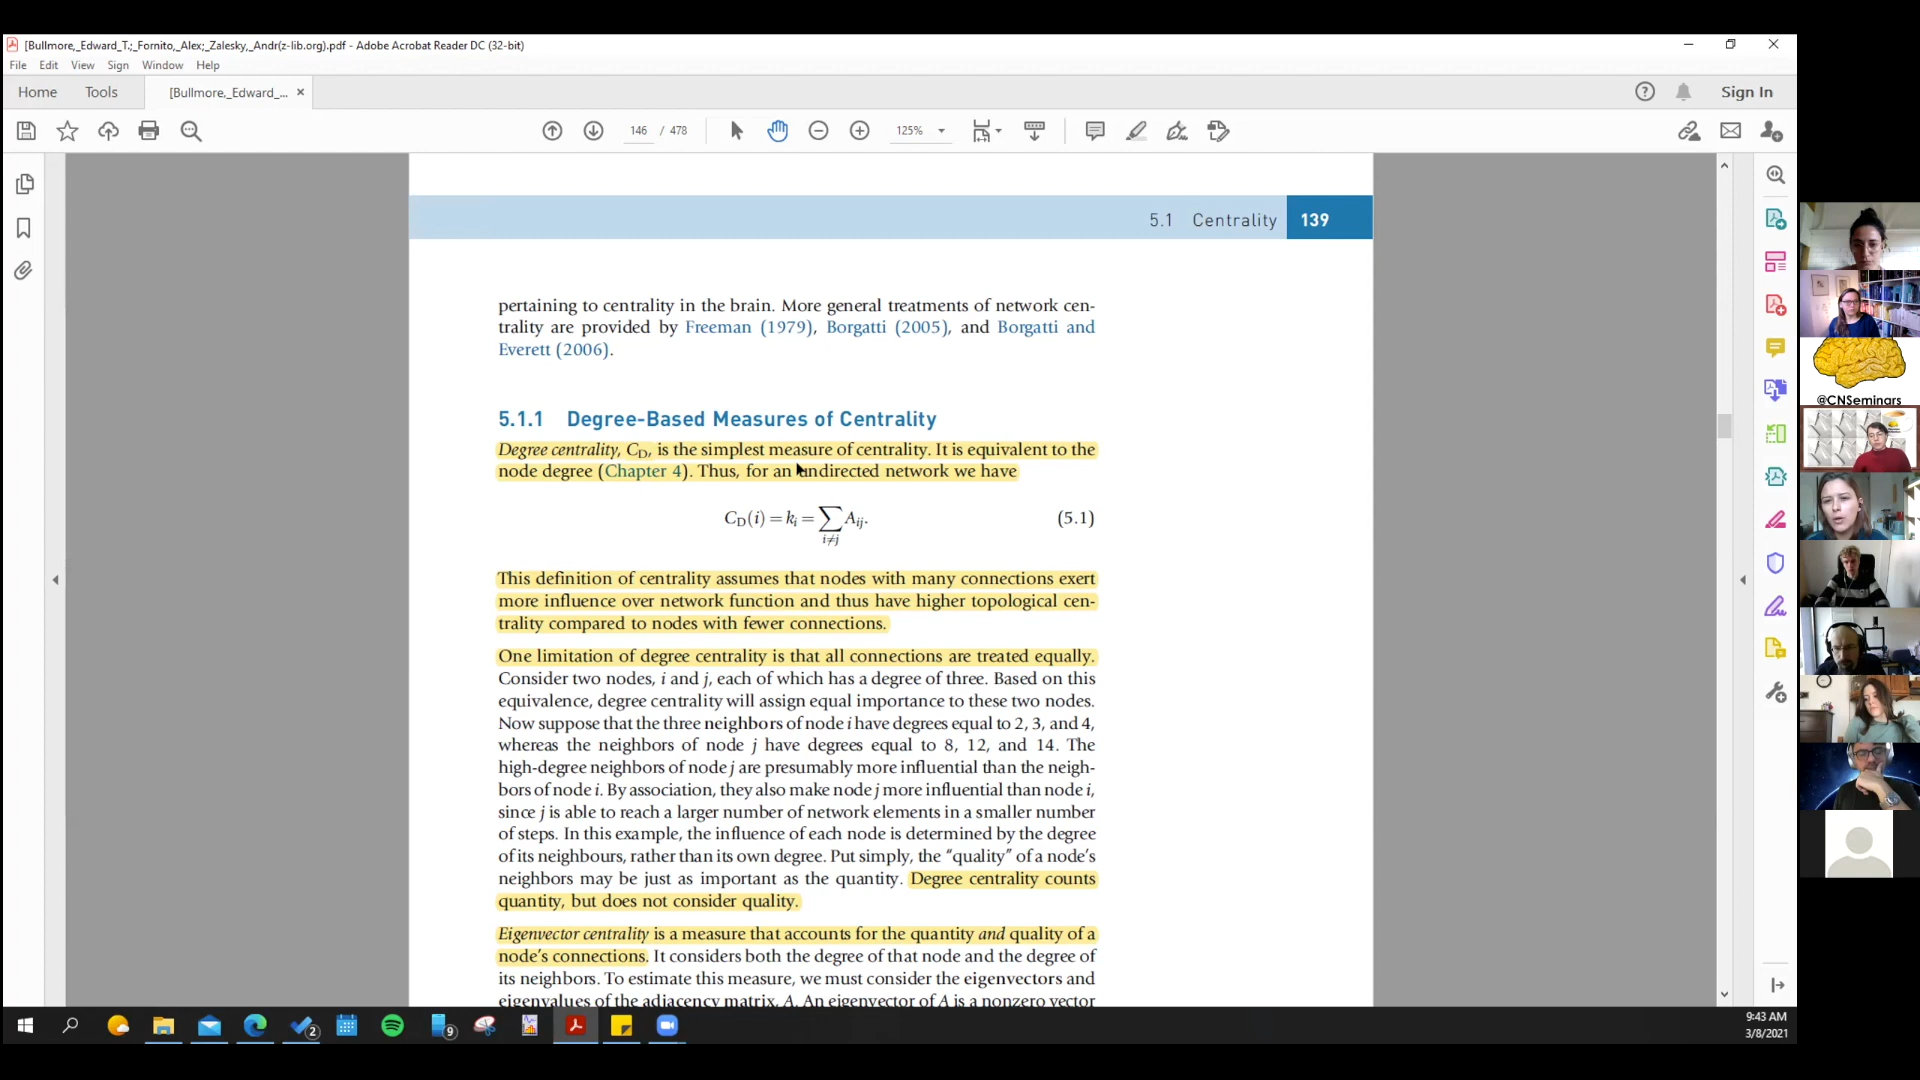 [Bullmore,_Edward_T.;_Fornito,_Alex;_Zalesky,_Andr(z-lib.org).pdf - Adobe Acrobat Reader DC (32-bit)
File Edit View Sign Window Help
Home Tools [Bullmore,_Edward_... Sign In
146 / 478 125%
5.1 Centrality 139
pertaining to centrality in the brain. More general treatments of network cen-
trality are provided by Freeman (1979), Borgatti (2005), and Borgatti and
Everett (2006).
5.1.1 Degree-Based Measures of Centrality
Degree centrality, CD, is the simplest measure of centrality. It is equivalent to the
node degree (Chapter 4). Thus, for an undirected network we have
CD(i) = ki = ∑ Aij. (5.1)
i≠j
This definition of centrality assumes that nodes with many connections exert
more influence over network function and thus have higher topological cen-
trality compared to nodes with fewer connections.
One limitation of degree centrality is that all connections are treated equally.
Consider two nodes, i and j, each of which has a degree of three. Based on this
equivalence, degree centrality will assign equal importance to these two nodes.
Now suppose that the three neighbors of node i have degrees equal to 2, 3, and 4,
whereas the neighbors of node j have degrees equal to 8, 12, and 14. The
high-degree neighbors of node j are presumably more influential than the neigh-
bors of node i. By association, they also make node j more influential than node i,
since j is able to reach a larger number of network elements in a smaller number
of steps. In this example, the influence of each node is determined by the degree
of its neighbours, rather than its own degree. Put simply, the "quality" of a node's
neighbors may be just as important as the quantity. Degree centrality counts
quantity, but does not consider quality.
Eigenvector centrality is a measure that accounts for the quantity and quality of a
node's connections. It considers both the degree of that node and the degree of
its neighbors. To estimate this measure, we must consider the eigenvectors and
eigenvalues of the adjacency matrix, A. An eigenvector of A is a nonzero vector
@CNSeminars
2
9
9:43 AM
3/8/2021